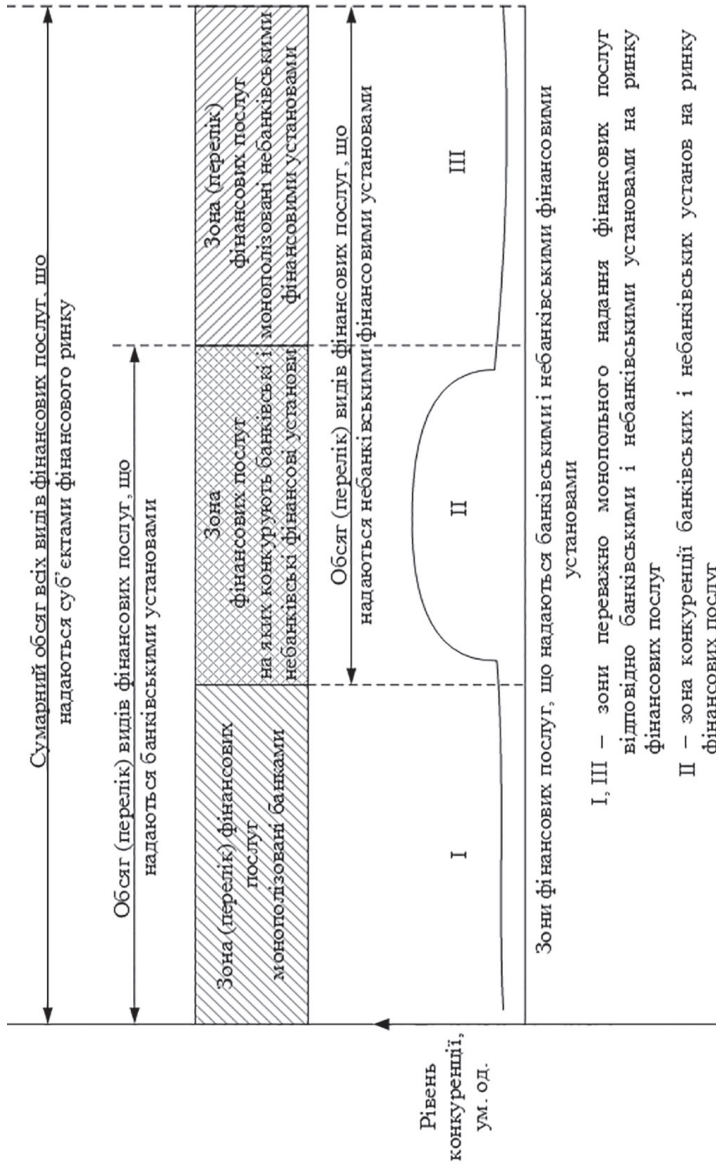 Сумарний обсяг всіх видів фінансових послуг, що
надаються суб’єктами фінансового ринку
Обсяг (перелік) видів фінансових послуг, що
надаються банківськими установами
Зона (перелік) фінансових
послуг
монополізовані банками
Зона
фінансових послуг
на яких конкурують банківські і
небанківські фінансові установи
Зона (перелік)
фінансових послуг
монополізовані небанківськими
фінансовими установами
Обсяг (перелік) видів фінансових послуг, що
надаються небанківськими фінансовими установами
Рівень
конкуренції,
ум. од.
I
II
III
Зони фінансових послуг, що надаються банківськими і небанківськими фінансовими
установами
I, III – зони переважно монопольного надання фінансових послуг
відповідно банківськими і небанківськими установами на ринку
фінансових послуг
II – зона конкуренції банківських і небанківських установ на ринку
фінансових послуг